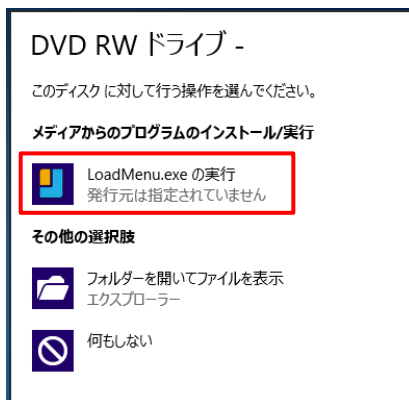 DVD RW ドライブ -
このディスク に対して行う操作を選んでください。
メディアからのプログラムのインストール/実行
LoadMenu.exe の実行
発行元は指定されていません
その他の選択肢
フォルダーを開いてファイルを表示
エクスプローラー
何もしない